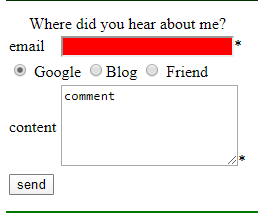 Where did you hear about me?
email *
Google Blog Friend
comment
content *
send